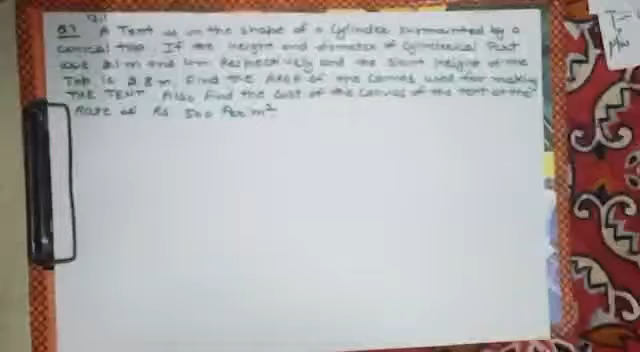 Q7 A Tent is in the shape of a Cylinder surmounted by a
conical top. If the height and diameter of Cylindrical Part
are 2.1 m and 4m Respectively and the slant height of the
Top is 2.8 m, Find the Area of the Canvas used for making
THE TENT. Also find the Cost of the Canvas of the tent at the
Rate of Rs 500 Per m²